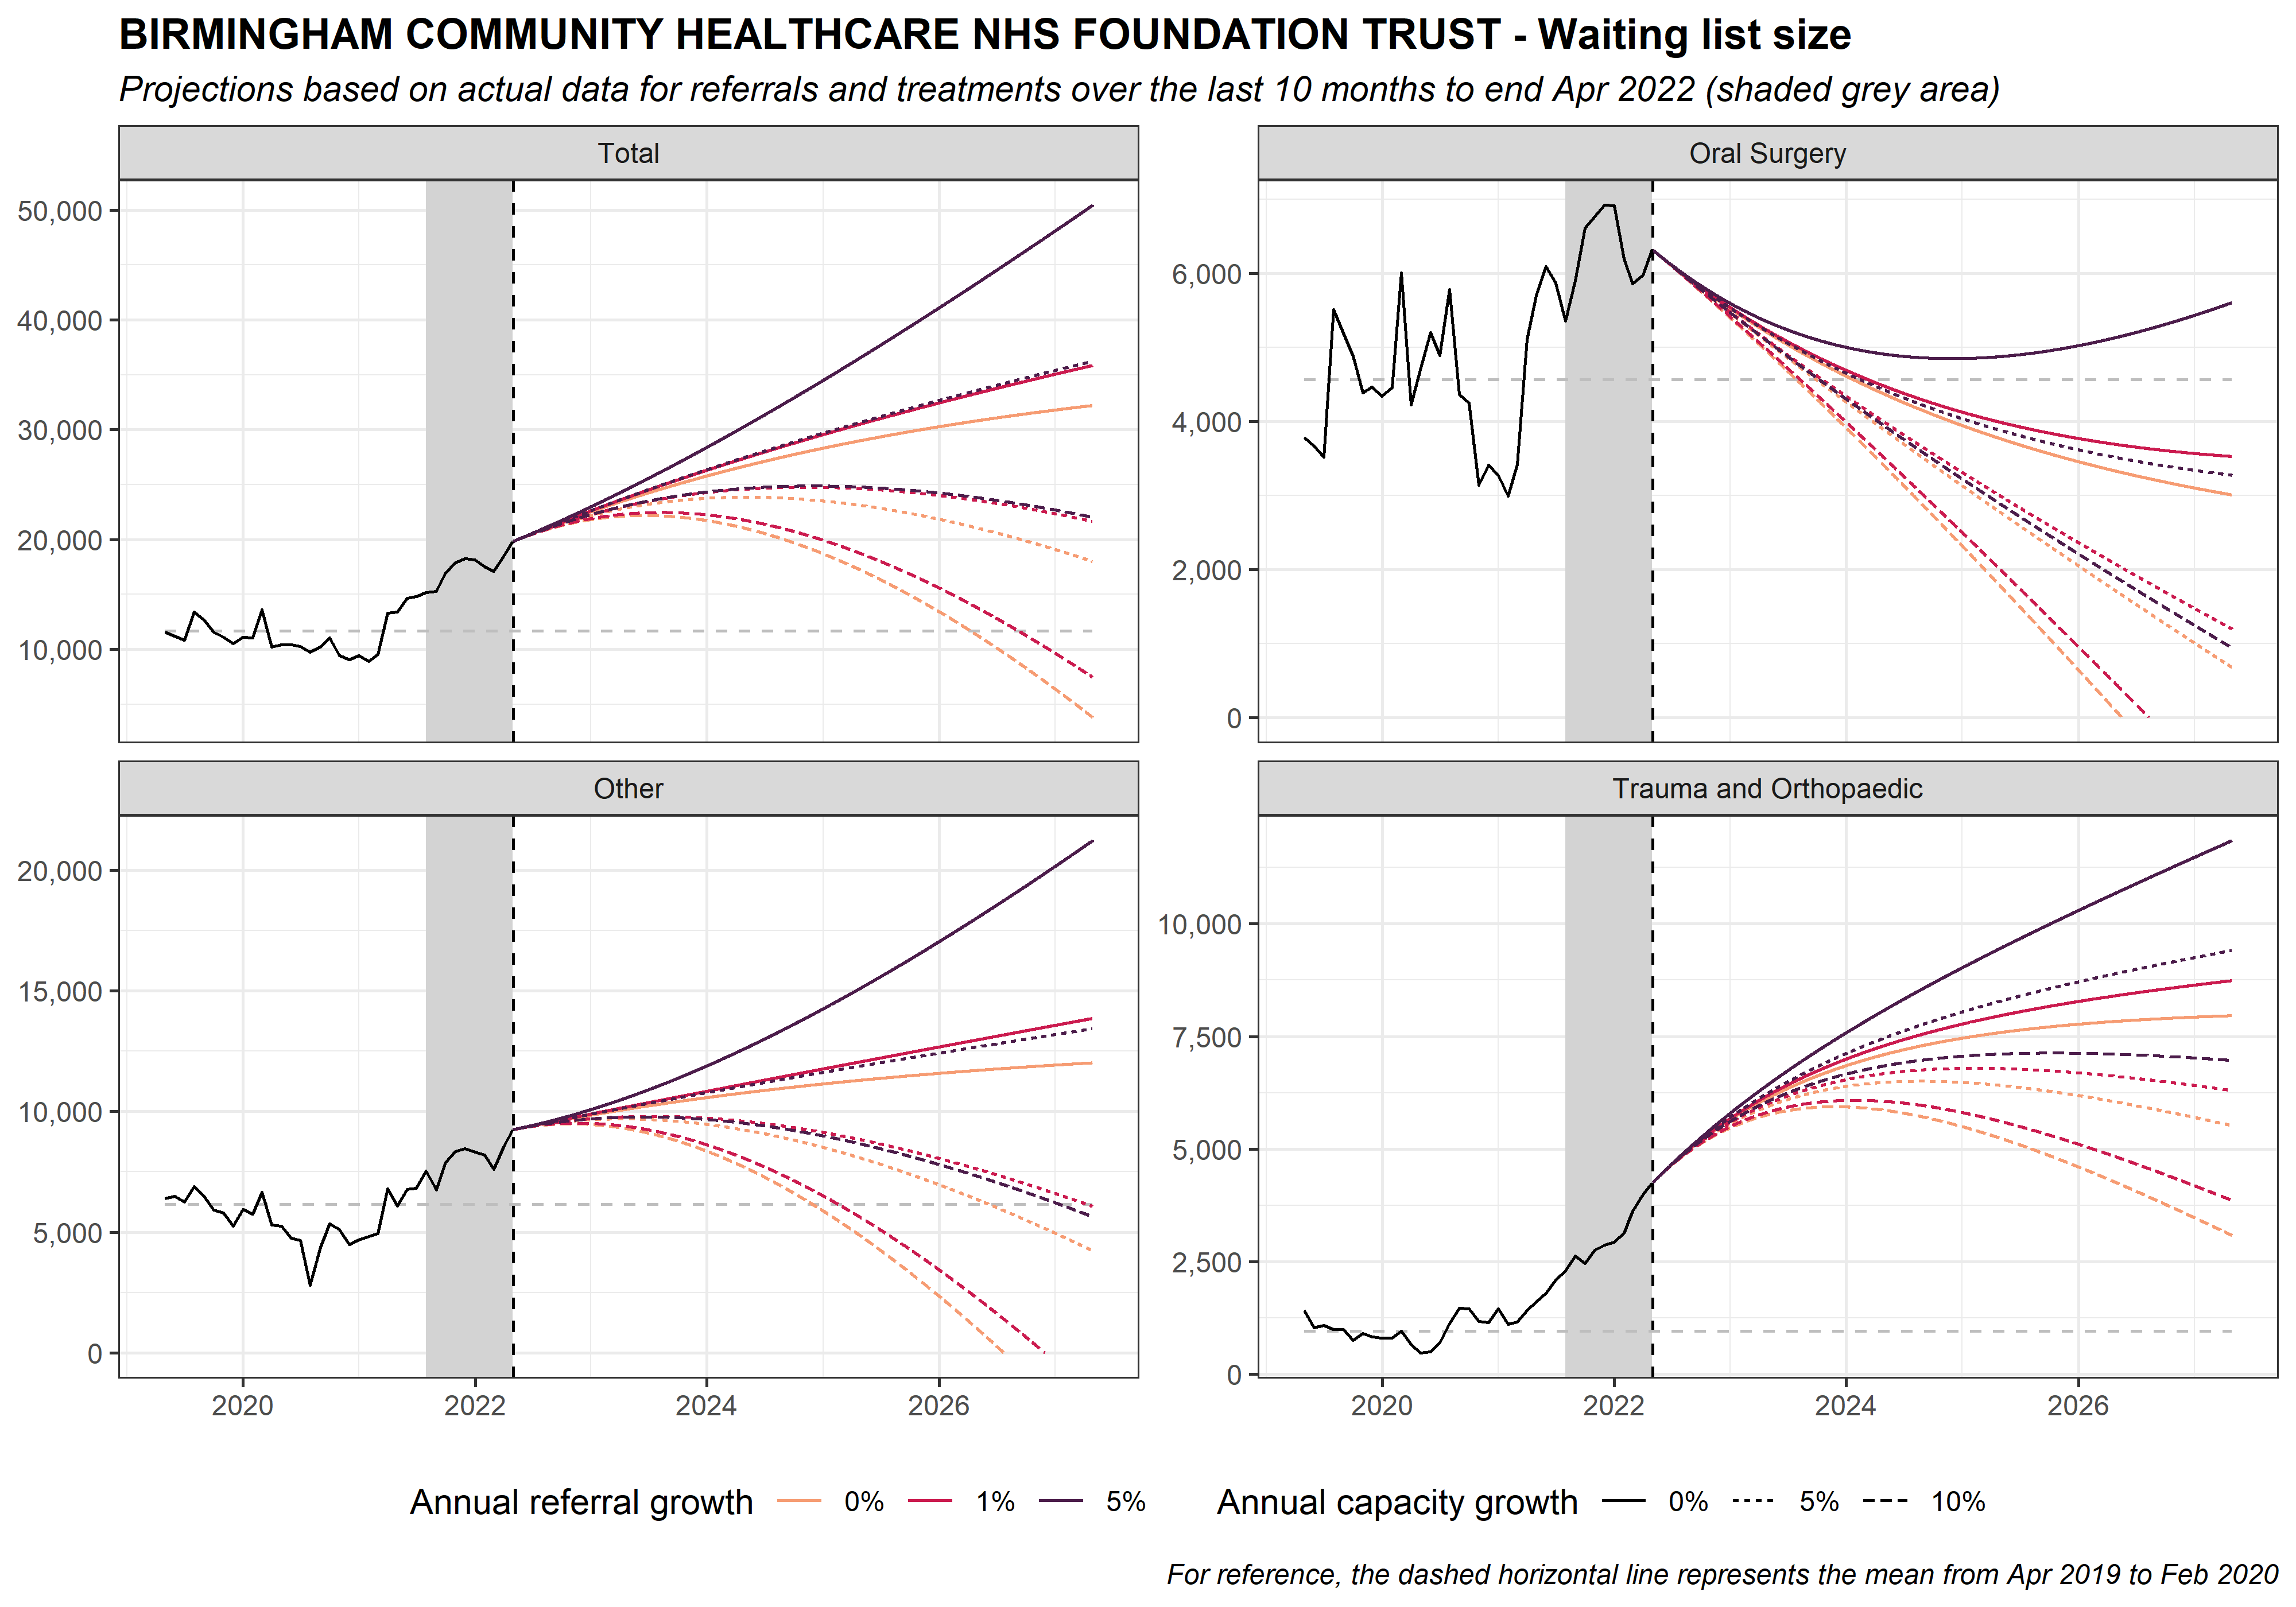 BIRMINGHAM COMMUNITY HEALTHCARE NHS FOUNDATION TRUST - Waiting list size
Projections based on actual data for referrals and treatments over the last 10 months to end Apr 2022 (shaded grey area)
Total
50,000
40,000
30,000
20,000
10,000
Oral Surgery
6,000
4,000
2,000
0
Other
20,000
15,000
10,000
5,000
0
2020 2022 2024 2026
Trauma and Orthopaedic
10,000
7,500
5,000
2,500
0
2020 2022 2024 2026
Annual referral growth 0% 1% 5%
Annual capacity growth 0% 5% 10%
For reference, the dashed horizontal line represents the mean from Apr 2019 to Feb 2020